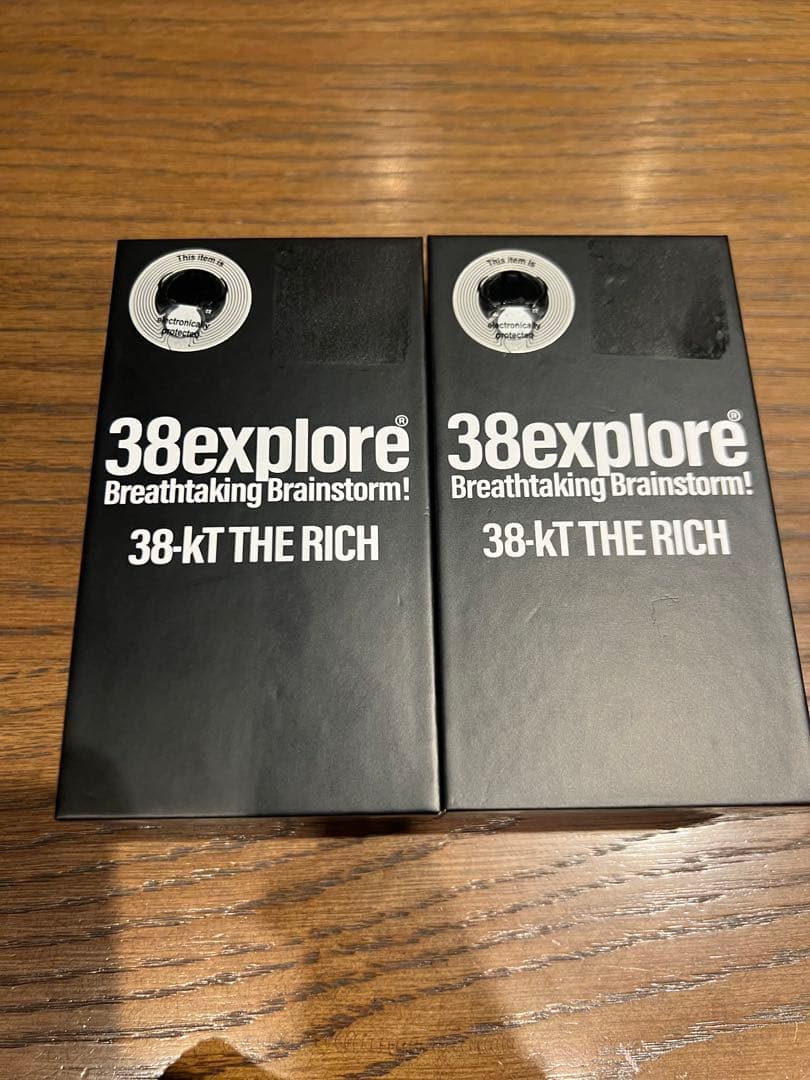 This item is
electronically
protected
38explore®
Breathtaking Brainstorm!
38-kT THE RICH
This item is
electronically
protected
38explore®
Breathtaking Brainstorm!
38-kT THE RICH